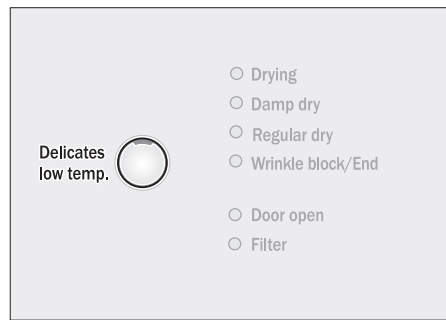 Drying
Damp dry
Regular dry
Delicates
low temp.
Wrinkle block/End
Door open
Filter